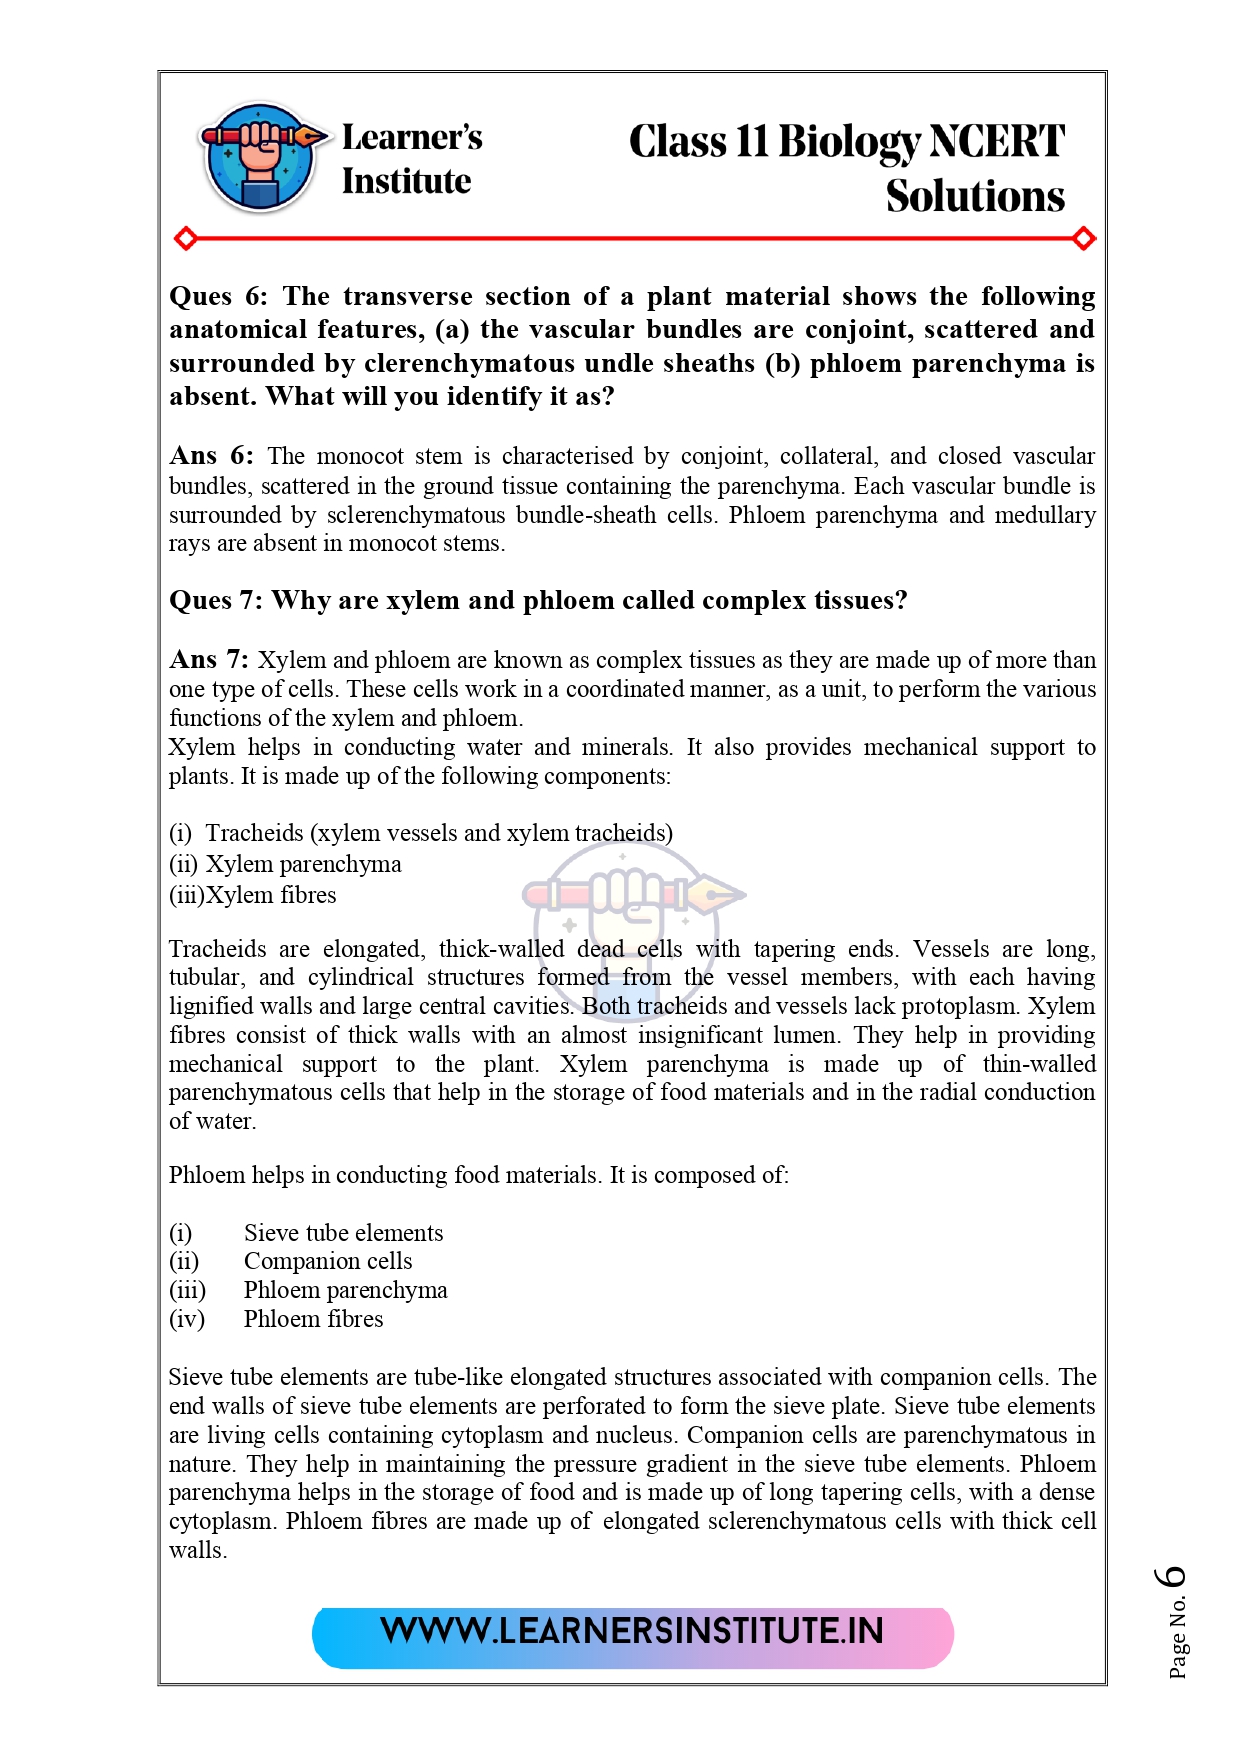 Learner's
Institute
Class 11 Biology NCERT
Solutions
Ques 6: The transverse section of a plant material shows the following
anatomical features, (a) the vascular bundles are conjoint, scattered and
surrounded by clerenchymatous undle sheaths (b) phloem parenchyma is
absent. What will you identify it as?
Ans 6: The monocot stem is characterised by conjoint, collateral, and closed vascular
bundles, scattered in the ground tissue containing the parenchyma. Each vascular bundle is
surrounded by sclerenchymatous bundle-sheath cells. Phloem parenchyma and medullary
rays are absent in monocot stems.
Ques 7: Why are xylem and phloem called complex tissues?
Ans 7: Xylem and phloem are known as complex tissues as they are made up of more than
one type of cells. These cells work in a coordinated manner, as a unit, to perform the various
functions of the xylem and phloem.
Xylem helps in conducting water and minerals. It also provides mechanical support to
plants. It is made up of the following components:
(i) Tracheids (xylem vessels and xylem tracheids)
(ii) Xylem parenchyma
(iii)Xylem fibres
Tracheids are elongated, thick-walled dead cells with tapering ends. Vessels are long,
tubular, and cylindrical structures formed from the vessel members, with each having
lignified walls and large central cavities. Both tracheids and vessels lack protoplasm. Xylem
fibres consist of thick walls with an almost insignificant lumen. They help in providing
mechanical support to the plant. Xylem parenchyma is made up of thin-walled
parenchymatous cells that help in the storage of food materials and in the radial conduction
of water.
Phloem helps in conducting food materials. It is composed of:
(i) Sieve tube elements
(ii) Companion cells
(iii) Phloem parenchyma
(iv) Phloem fibres
Sieve tube elements are tube-like elongated structures associated with companion cells. The
end walls of sieve tube elements are perforated to form the sieve plate. Sieve tube elements
are living cells containing cytoplasm and nucleus. Companion cells are parenchymatous in
nature. They help in maintaining the pressure gradient in the sieve tube elements. Phloem
parenchyma helps in the storage of food and is made up of long tapering cells, with a dense
cytoplasm. Phloem fibres are made up of elongated sclerenchymatous cells with thick cell
walls.
WWW.LEARNERSINSTITUTE.IN
Page No. 6